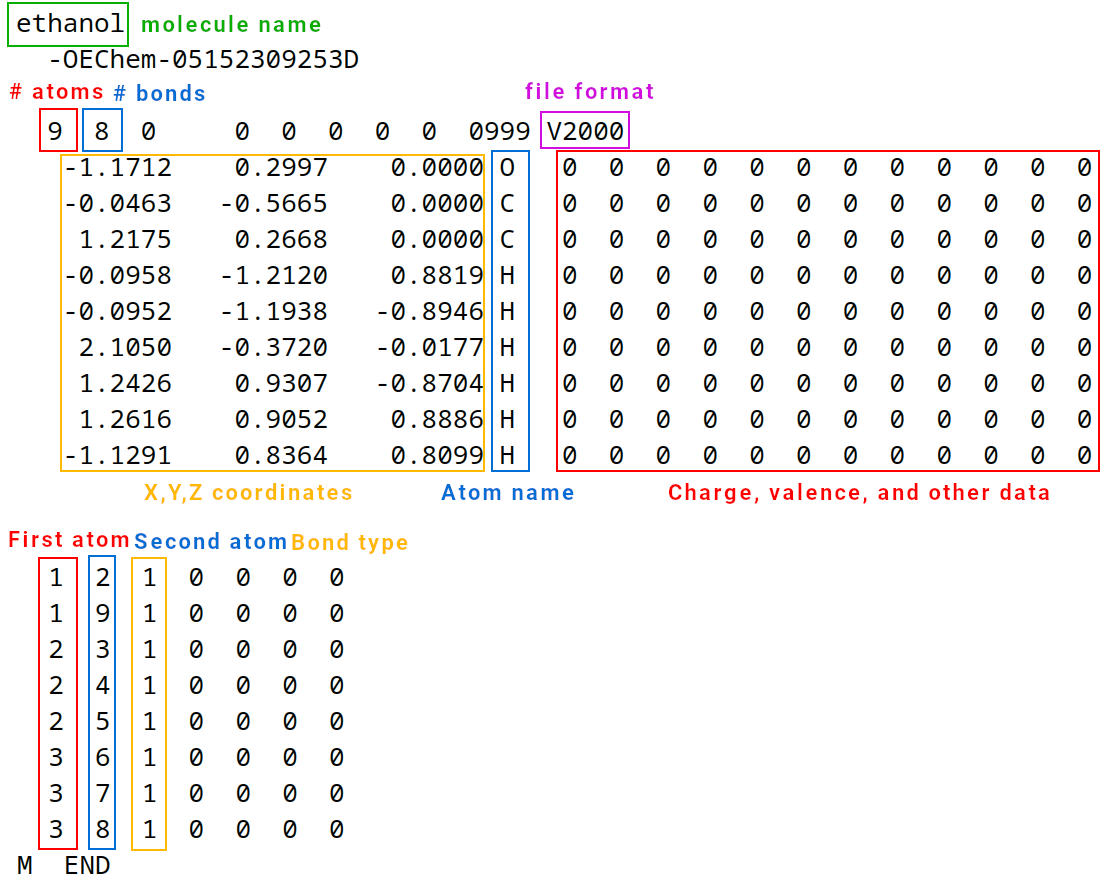 ethanol molecule name
-OEChem-05152309253D
# atoms # bonds file format
9 8 0 0 0 0 0 0 0999 V2000
-1.1712 0.2997 0.0000 O 0 0 0 0 0 0 0 0 0 0 0 0
-0.0463 -0.5665 0.0000 C 0 0 0 0 0 0 0 0 0 0 0 0
1.2175 0.2668 0.0000 C 0 0 0 0 0 0 0 0 0 0 0 0
-0.0958 -1.2120 0.8819 H 0 0 0 0 0 0 0 0 0 0 0 0
-0.0952 -1.1938 -0.8946 H 0 0 0 0 0 0 0 0 0 0 0 0
2.1050 -0.3720 -0.0177 H 0 0 0 0 0 0 0 0 0 0 0 0
1.2426 0.9307 -0.8704 H 0 0 0 0 0 0 0 0 0 0 0 0
1.2616 0.9052 0.8886 H 0 0 0 0 0 0 0 0 0 0 0 0
-1.1291 0.8364 0.8099 H 0 0 0 0 0 0 0 0 0 0 0 0
X,Y,Z coordinates Atom name Charge, valence, and other data
First atom Second atom Bond type
1 2 1 0 0 0 0
1 9 1 0 0 0 0
2 3 1 0 0 0 0
2 4 1 0 0 0 0
2 5 1 0 0 0 0
3 6 1 0 0 0 0
3 7 1 0 0 0 0
3 8 1 0 0 0 0
M END